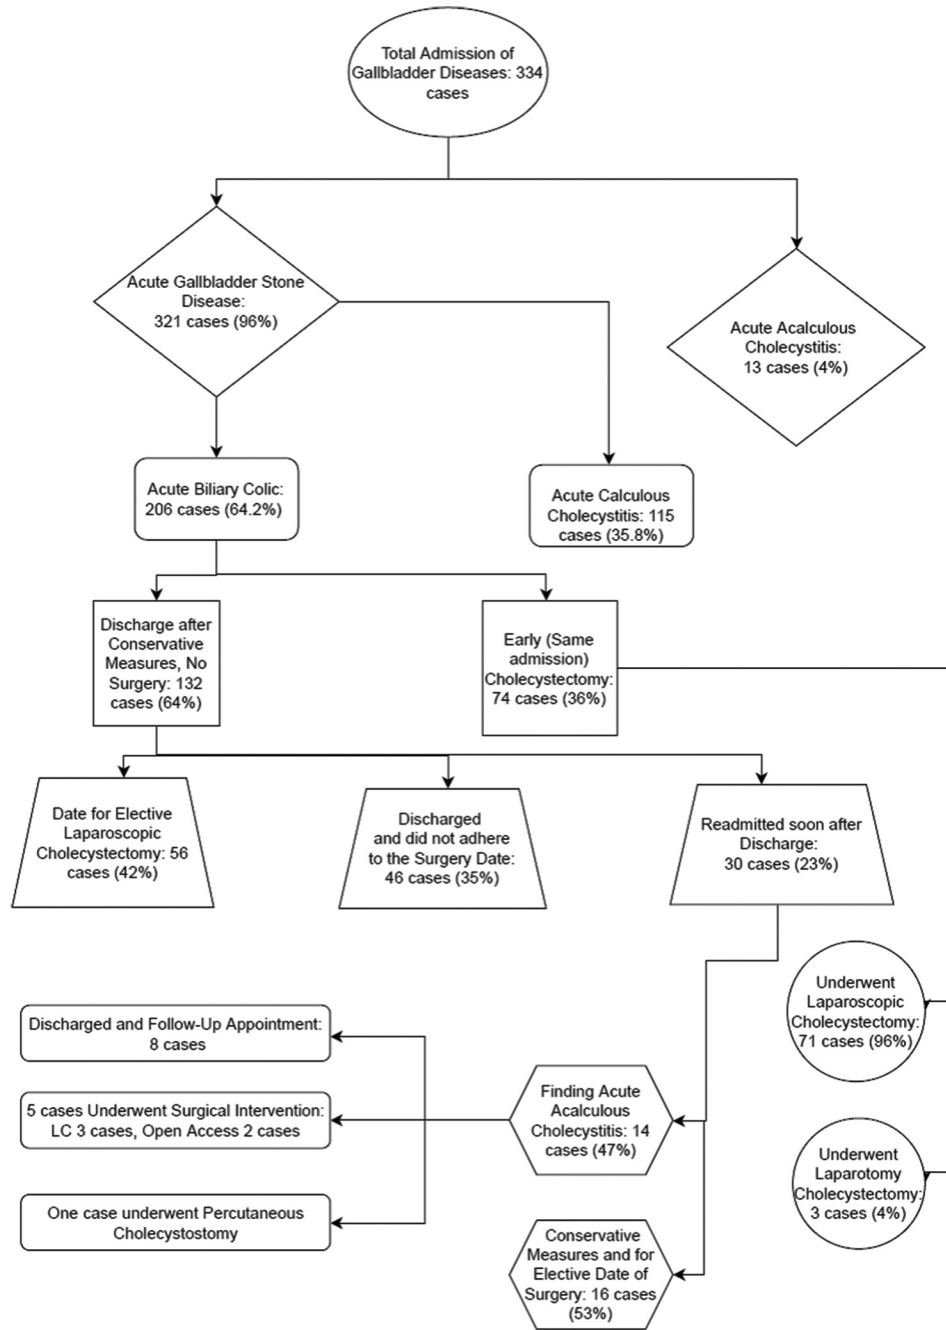 Total Admission of
Gallbladder Diseases: 334
cases
Acute Gallbladder Stone
Disease:
321 cases (96%)
Acute Acalculous
Cholecystitis:
13 cases (4%)
Acute Biliary Colic:
206 cases (64.2%)
Acute Calculous
Cholecystitis: 115
cases (35.8%)
Discharge after
Conservative
Measures, No
Surgery: 132
cases (64%)
Early (Same
admission)
Cholecystectomy:
74 cases (36%)
Date for Elective
Laparoscopic
Cholecystectomy: 56
cases (42%)
Discharged
and did not adhere
to the Surgery Date:
46 cases (35%)
Readmitted soon after
Discharge:
30 cases (23%)
Underwent
Laparoscopic
Cholecystectomy:
71 cases (96%)
Discharged and Follow-Up Appointment:
8 cases
5 cases Underwent Surgical Intervention:
LC 3 cases, Open Access 2 cases
One case underwent Percutaneous
Cholecystostomy
Finding Acute
Acalculous
Cholecystitis: 14
cases (47%)
Underwent
Laparotomy
Cholecystectomy:
3 cases (4%)
Conservative
Measures and for
Elective Date of
Surgery: 16 cases
(53%)